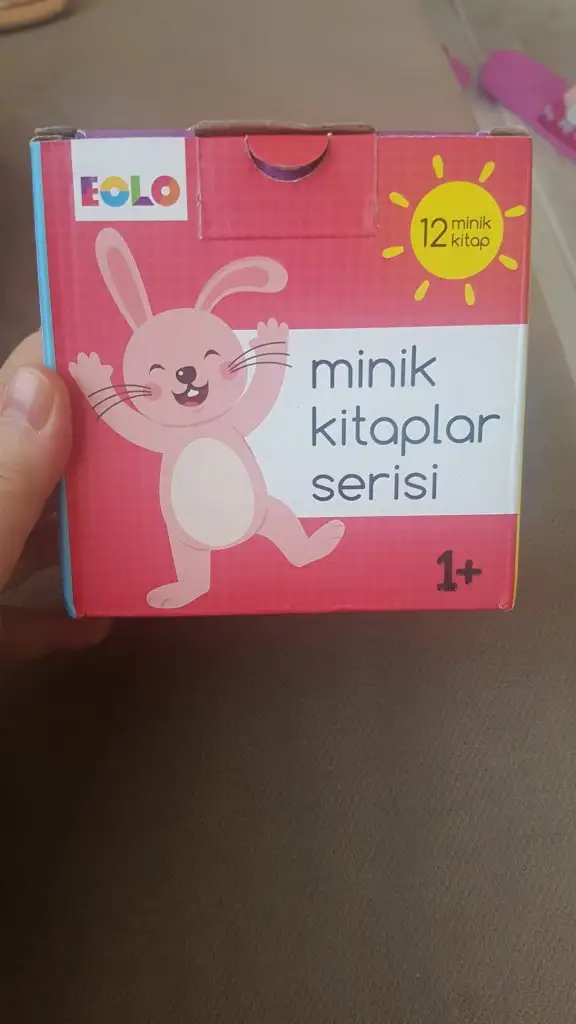 EOLO
12 minik
kitap
minik
kitaplar
serisi
1+